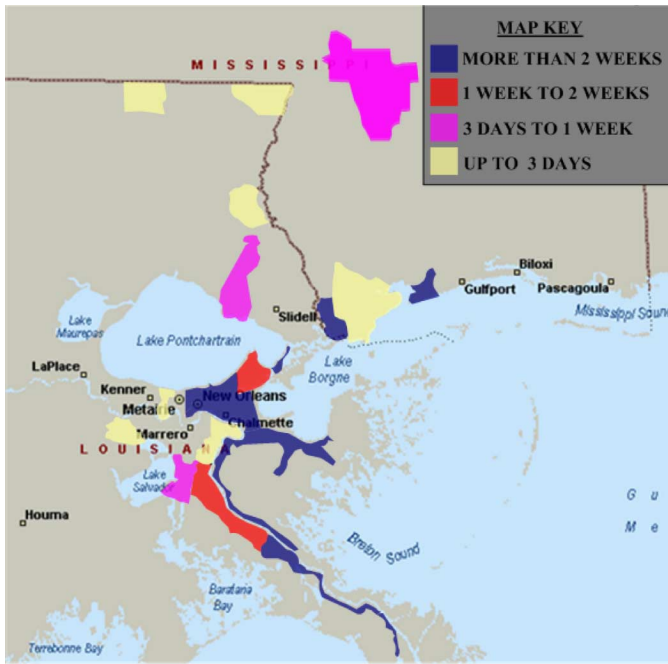 MAP KEY
MORE THAN 2 WEEKS
1 WEEK TO 2 WEEKS
3 DAYS TO 1 WEEK
UP TO 3 DAYS
MISSISSIPPI
Biloxi
Gulfport
Pascagoula
Mississippi Sound
Slidell
Lake
Maurepas
Lake Pontchartrain
Lake
Borgne
LaPlace
Kenner
New Orleans
Metairie
Chalmette
Marrero
LOUISIANA
Lake
Salvador
Houma
G u
M e
Breton Sound
Barataria
Bay
Terrebonne Bay